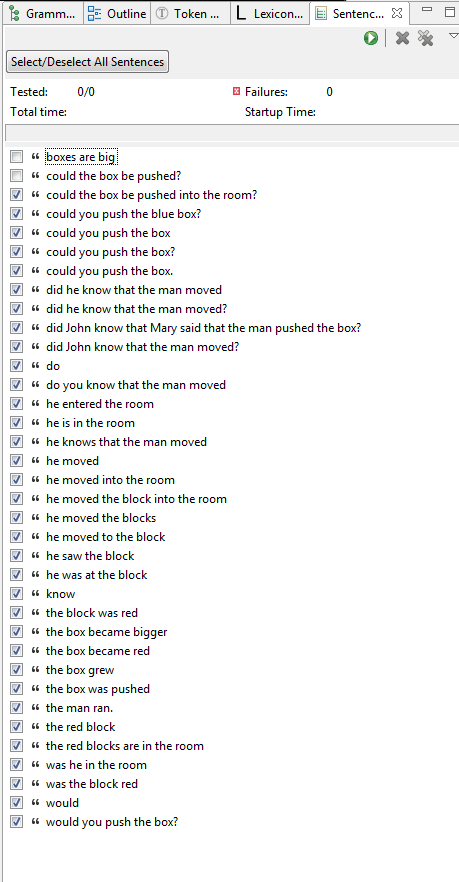 Gramm... Outline Token ... Lexicon... Sentenc...
Select/Deselect All Sentences
Tested: 0/0 Failures: 0
Total time: Startup Time:
boxes are big
could the box be pushed?
could the box be pushed into the room?
could you push the blue box?
could you push the box
could you push the box?
could you push the box.
did he know that the man moved
did he know that the man moved?
did John know that Mary said that the man pushed the box?
did John know that the man moved?
do
do you know that the man moved
he entered the room
he is in the room
he knows that the man moved
he moved
he moved into the room
he moved the block into the room
he moved the blocks
he moved to the block
he saw the block
he was at the block
know
the block was red
the box became bigger
the box became red
the box grew
the box was pushed
the man ran.
the red block
the red blocks are in the room
was he in the room
was the block red
would
would you push the box?